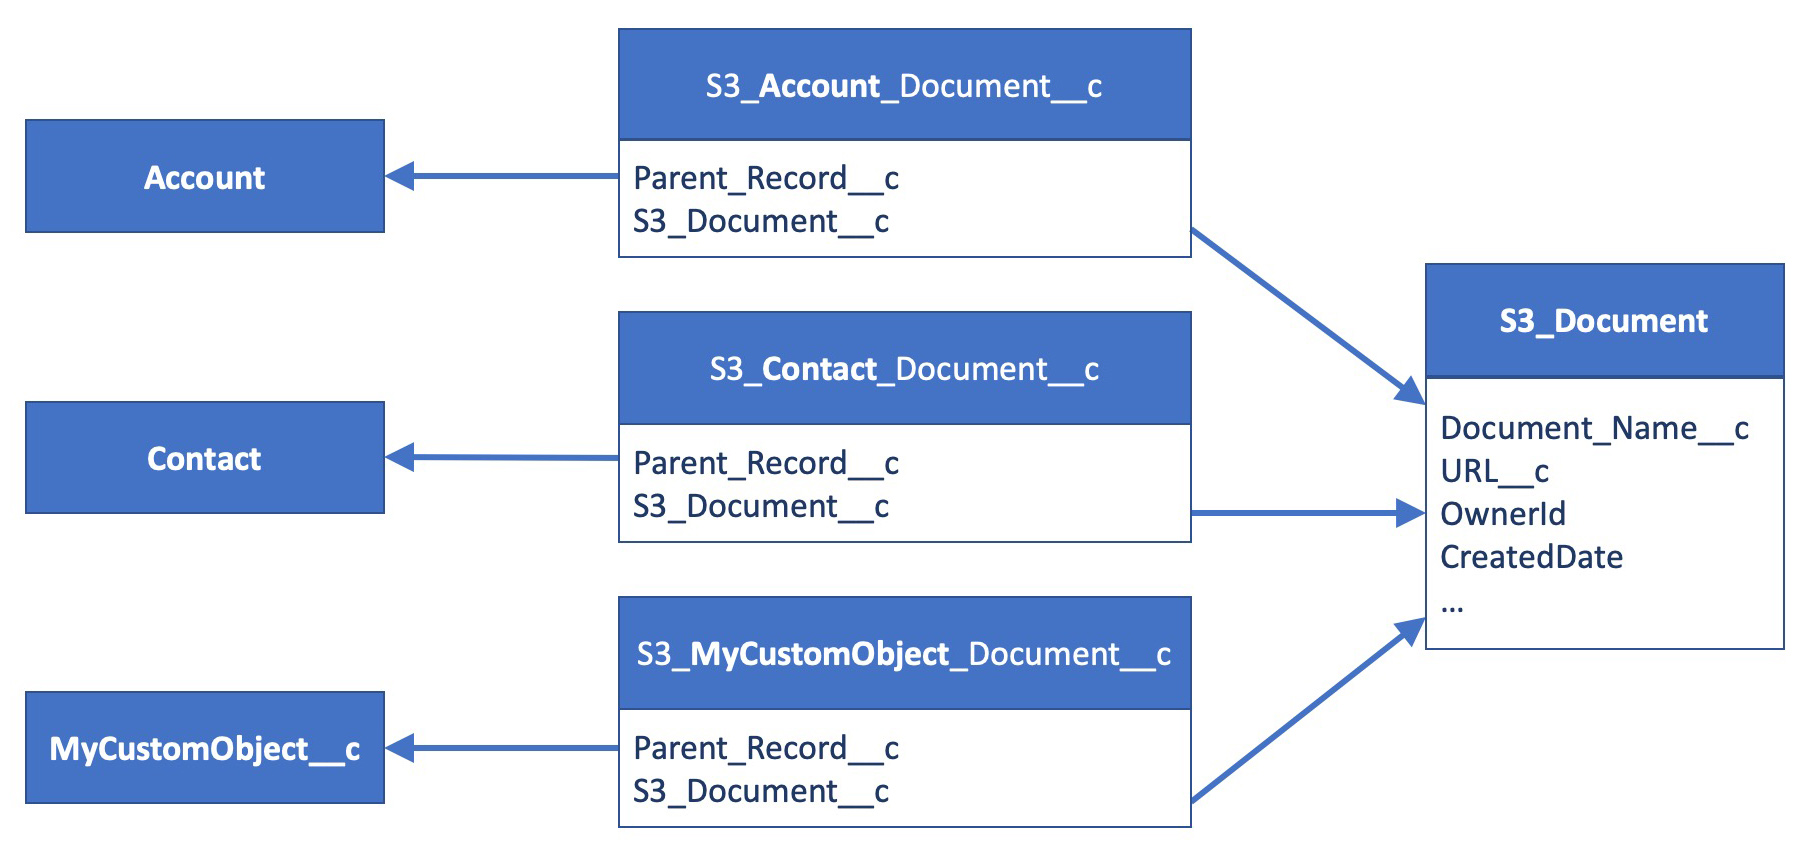 Account
S3_Account_Document__c
Parent_Record__c
S3_Document__c
Contact
S3_Contact_Document__c
Parent_Record__c
S3_Document__c
MyCustomObject__c
S3_MyCustomObject_Document__c
Parent_Record__c
S3_Document__c
S3_Document
Document_Name__c
URL__c
OwnerId
CreatedDate
...